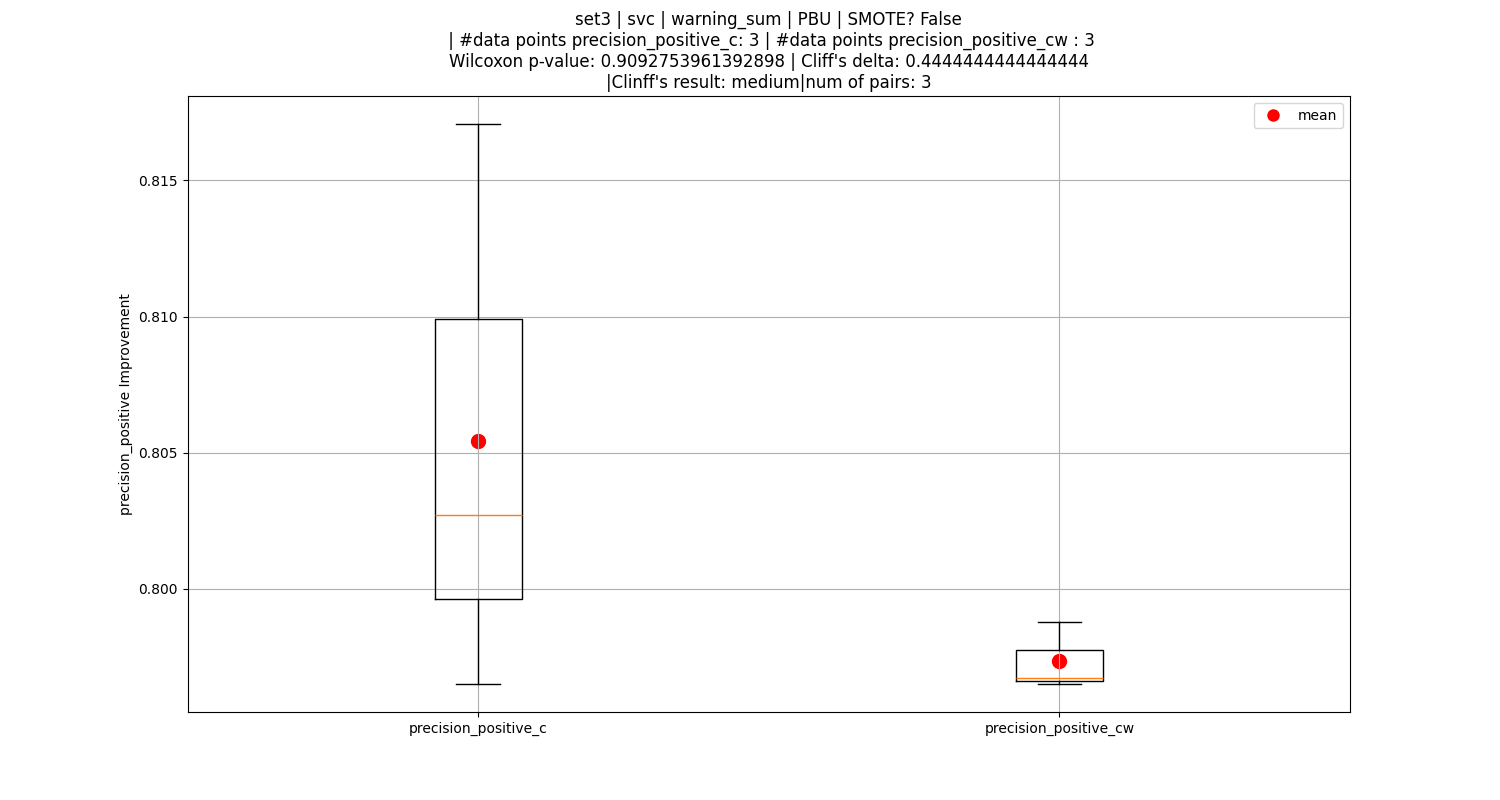 set3 | svc | warning_sum | PBU | SMOTE? False
| #data points precision_positive_c: 3 | #data points precision_positive_cw : 3
Wilcoxon p-value: 0.9092753961392898 | Cliff's delta: 0.4444444444444444
|Clinff's result: medium|num of pairs: 3
mean
0.815
0.810
0.805
0.800
precision_positive Improvement
precision_positive_c
precision_positive_cw